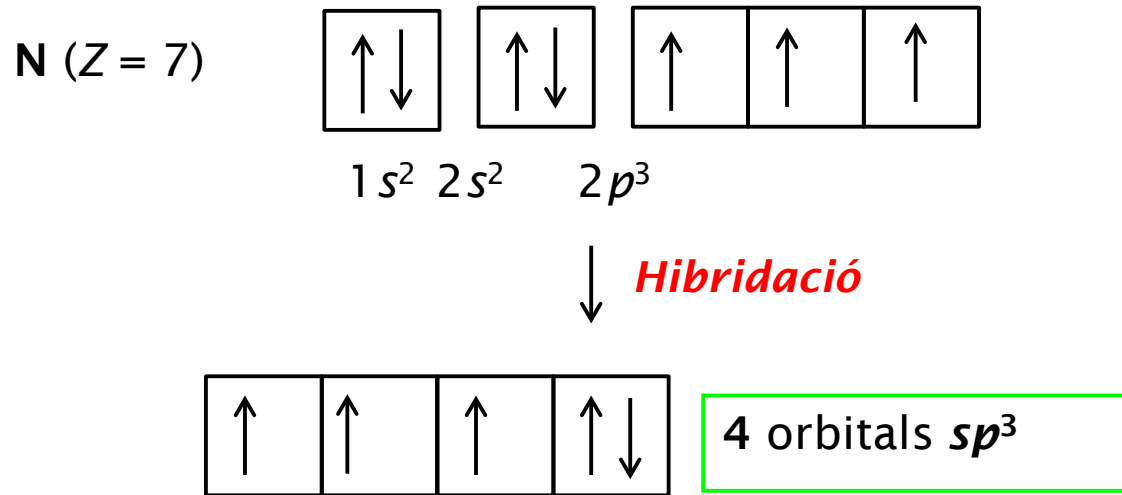 N (Z = 7)
1s² 2s² 2p³
Hibridació
4 orbitals sp³